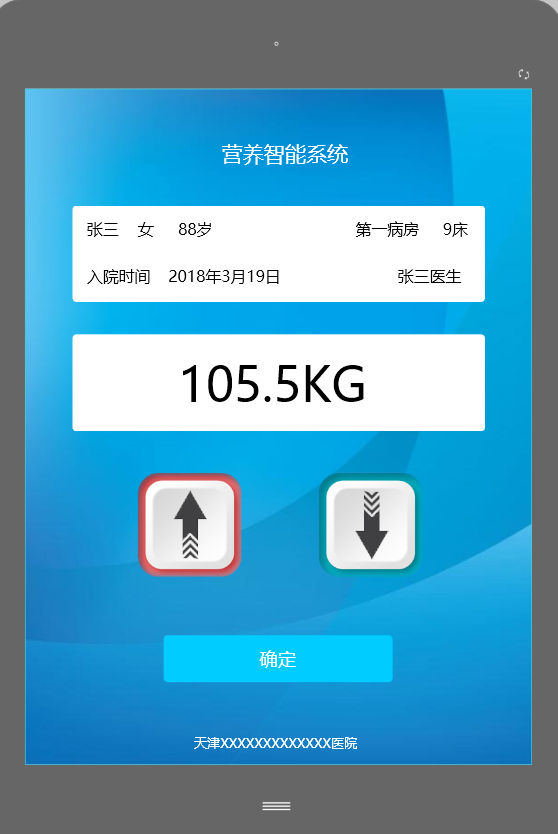 营养智能系统
张三 女 88岁 第一病房 9床
入院时间 2018年3月19日 张三医生
105.5KG
确定
天津XXXXXXXXXXXXX医院